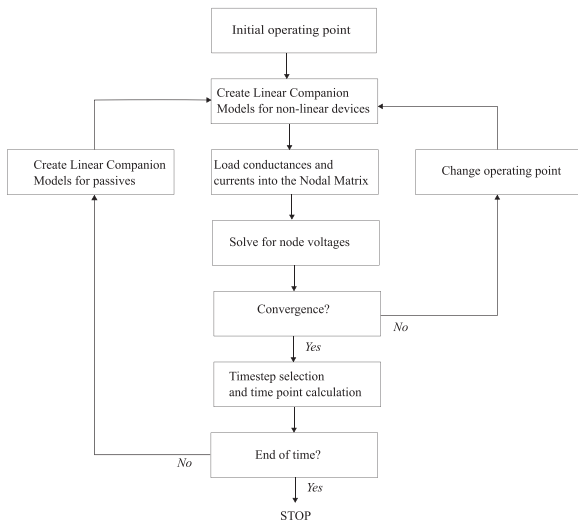 Initial operating point
Create Linear Companion
Models for non-linear devices
Create Linear Companion
Models for passives
Load conductances and
currents into the Nodal Matrix
Change operating point
Solve for node voltages
Convergence?
No
Yes
Timestep selection
and time point calculation
End of time?
No
Yes
STOP